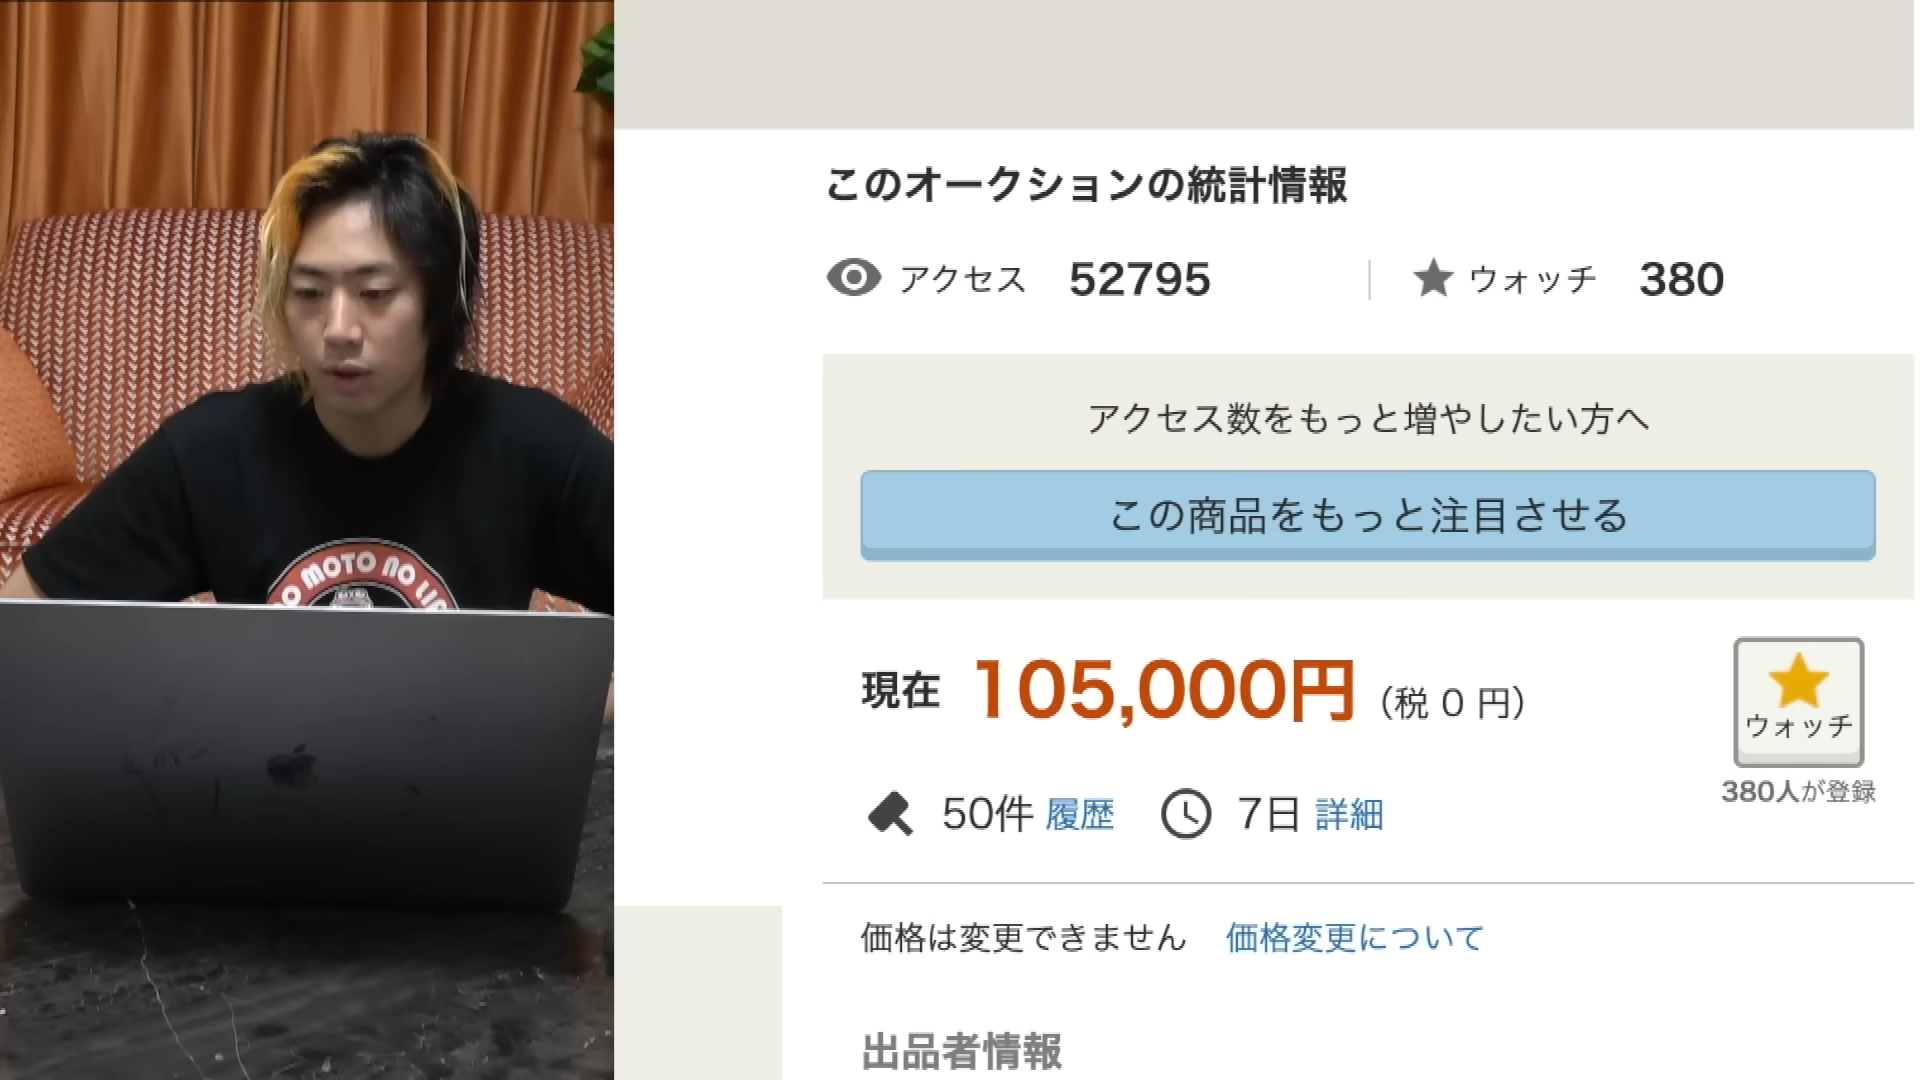 MOTO NO LI
このオークションの統計情報
アクセス 52795
ウォッチ 380
アクセス数をもっと増やしたい方へ
この商品をもっと注目させる
現在 105,000円 (税 0 円)
ウォッチ
380人が登録
50件 履歴 7日 詳細
価格は変更できません 価格変更について
出品者情報